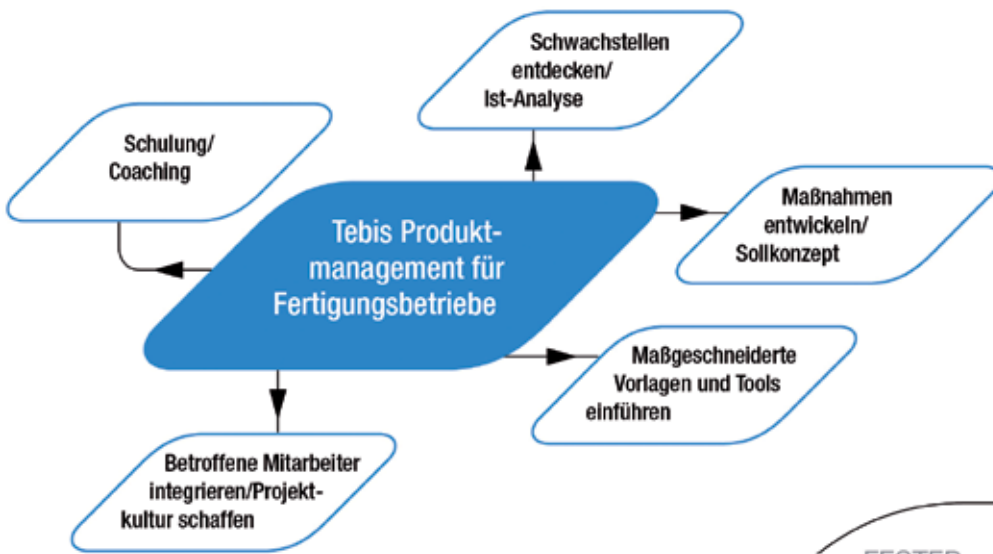 Schwachstellen
entdecken/
Ist-Analyse
Schulung/
Coaching
Tebis Produkt-
management für
Fertigungsbetriebe
Maßnahmen
entwickeln/
Sollkonzept
Maßgeschneiderte
Vorlagen und Tools
einführen
Betroffene Mitarbeiter
integrieren/Projekt-
kultur schaffen